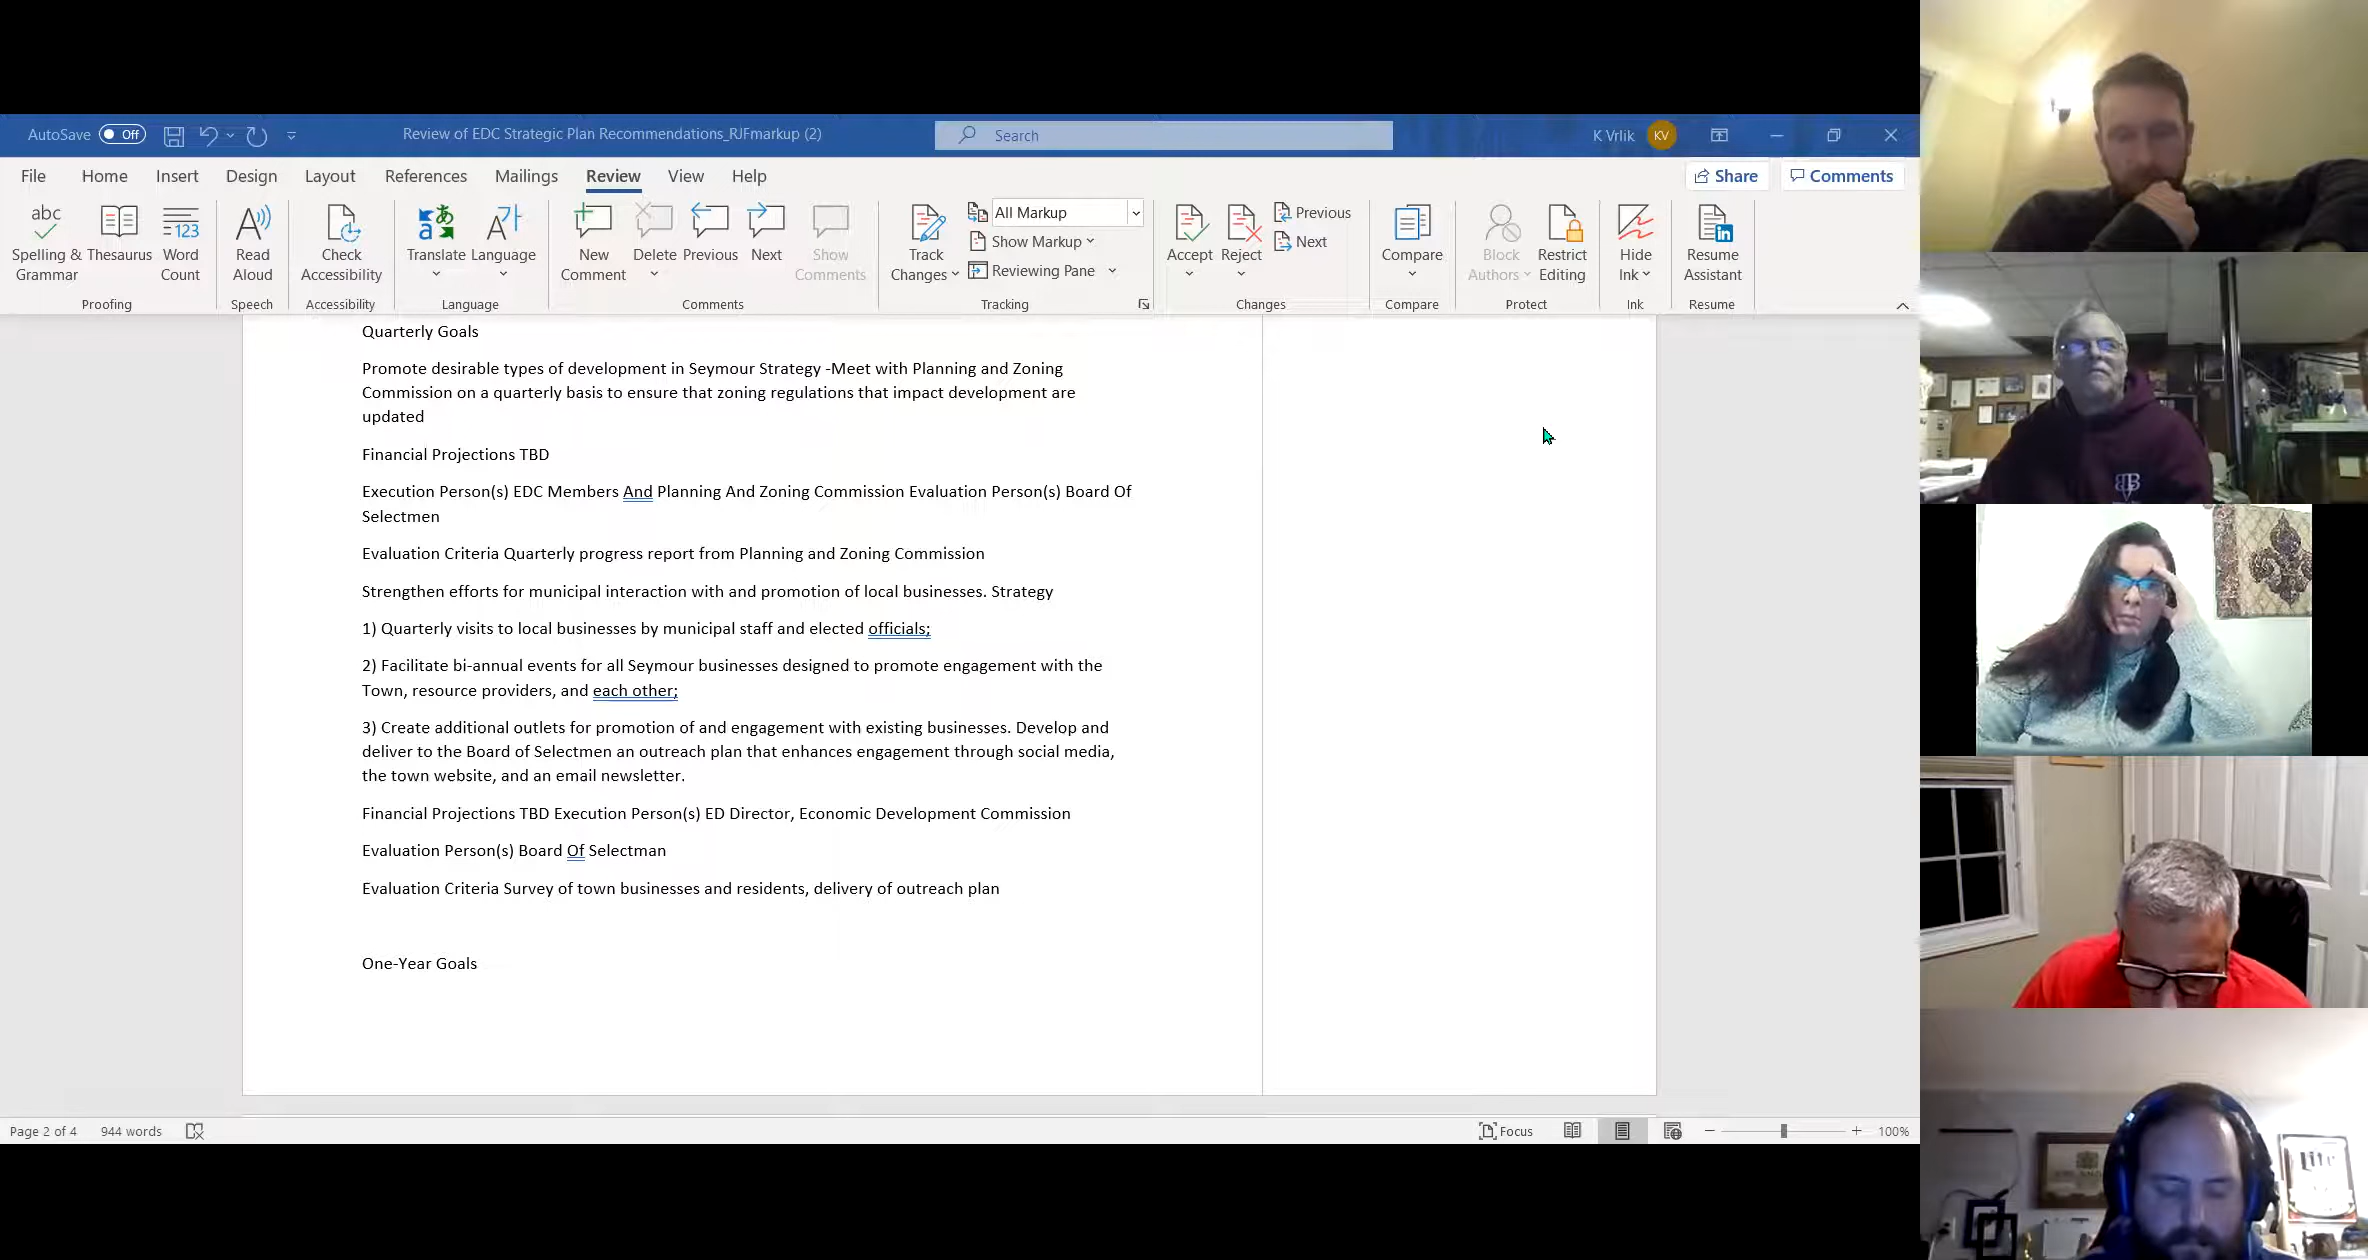 AutoSave Off
Review of EDC Strategic Plan Recommendations_RJFmarkup (2)
Search
K Vrlik KV
File Home Insert Design Layout References Mailings Review View Help
Share Comments
abc
Spelling & Grammar
Thesaurus
123
Word Count
Proofing
Read Aloud
Speech
Check Accessibility
Accessibility
Translate
Language
Language
New Comment
Delete
Previous
Next
Show Comments
Comments
Track Changes
All Markup
Show Markup
Reviewing Pane
Tracking
Accept
Reject
Previous
Next
Changes
Compare
Compare
Block Authors
Restrict Editing
Protect
Hide Ink
Ink
Resume Assistant
Resume
Quarterly Goals
Promote desirable types of development in Seymour Strategy -Meet with Planning and Zoning
Commission on a quarterly basis to ensure that zoning regulations that impact development are
updated
Financial Projections TBD
Execution Person(s) EDC Members And Planning And Zoning Commission Evaluation Person(s) Board Of
Selectmen
Evaluation Criteria Quarterly progress report from Planning and Zoning Commission
Strengthen efforts for municipal interaction with and promotion of local businesses. Strategy
1) Quarterly visits to local businesses by municipal staff and elected officials;
2) Facilitate bi-annual events for all Seymour businesses designed to promote engagement with the
Town, resource providers, and each other;
3) Create additional outlets for promotion of and engagement with existing businesses. Develop and
deliver to the Board of Selectmen an outreach plan that enhances engagement through social media,
the town website, and an email newsletter.
Financial Projections TBD Execution Person(s) ED Director, Economic Development Commission
Evaluation Person(s) Board Of Selectman
Evaluation Criteria Survey of town businesses and residents, delivery of outreach plan
One-Year Goals
Page 2 of 4 944 words
Focus
100%